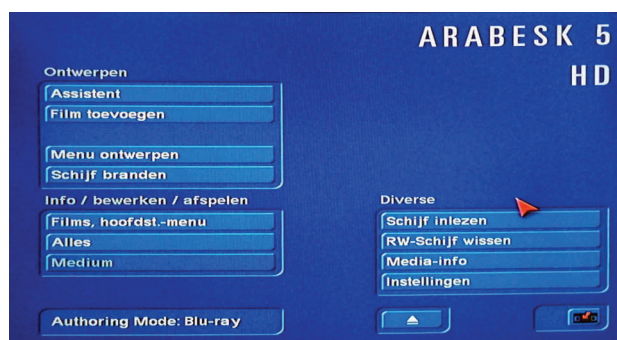 ARABESK 5
HD
Ontwerpen
Assistent
Film toevoegen
Menu ontwerpen
Schijf branden
Info / bewerken / afspelen
Films, hoofdst.-menu
Alles
Medium
Diverse
Schijf inlezen
RW-Schijf wissen
Media-info
Instellingen
Authoring Mode: Blu-ray